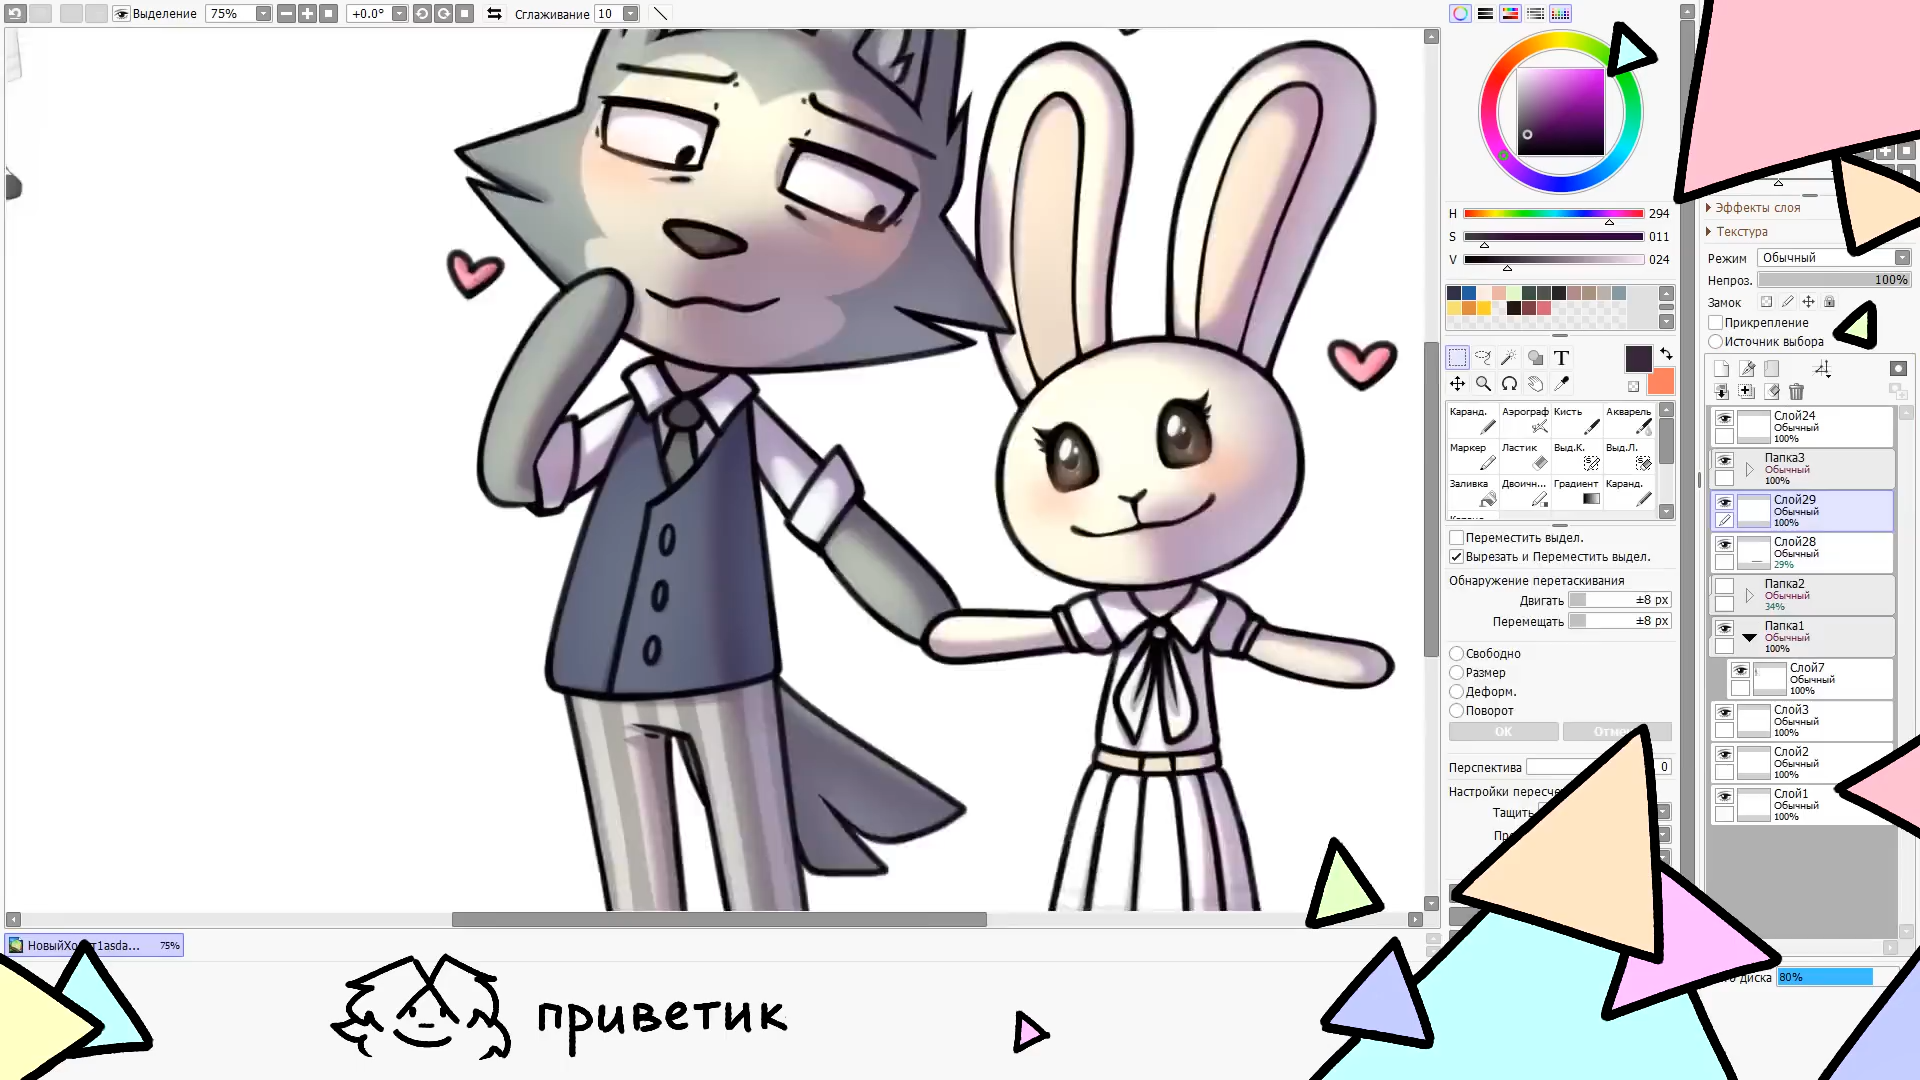 Выделение 75% +0.0° Сглаживание 10
H 294
S 011
V 024
T
Каранд. Аэрограф Кисть Акварель
Маркер Ластик Выд.К. Выд.Л.
Заливка Двоичн... Градиент Каранд.
Переместить выдел.
Вырезать и Переместить выдел.
Обнаружение перетаскивания
Двигать ±8 px
Перемещать ±8 px
Свободно
Размер
Деформ.
Поворот
OK
Перспектива 0
Тащить
Эффекты слоя
Текстура
Режим Обычный
Непроз. 100%
Замок
Прикрепление
Источник выбора
Слой24
Обычный
100%
Папка3
Обычный
100%
Слой29
Обычный
100%
Слой28
Обычный
29%
Папка2
Обычный
34%
Папка1
Обычный
100%
Слой7
Обычный
100%
Слой3
Обычный
100%
Слой2
Обычный
100%
Слой1
Обычный
100%
диска 80%
75%
приветик